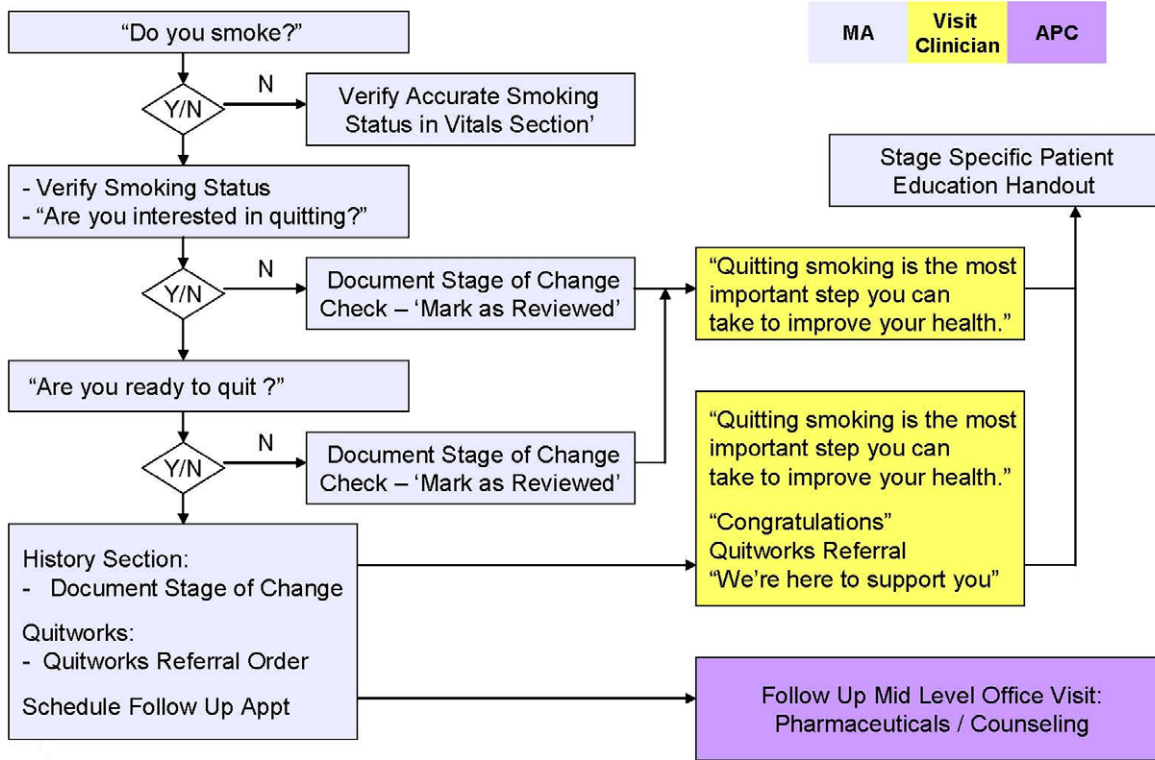 “Do you smoke?”
MA
Visit
Clinician
APC
Y/N
N
Verify Accurate Smoking
Status in Vitals Section’
Stage Specific Patient
Education Handout
- Verify Smoking Status
- “Are you interested in quitting?”
Y/N
N
Document Stage of Change
Check – ‘Mark as Reviewed’
“Quitting smoking is the most
important step you can
take to improve your health.”
“Are you ready to quit ?”
Y/N
N
Document Stage of Change
Check – ‘Mark as Reviewed’
“Quitting smoking is the most
important step you can
take to improve your health.”
“Congratulations”
Quitworks Referral
“We’re here to support you”
History Section:
- Document Stage of Change
Quitworks:
- Quitworks Referral Order
Schedule Follow Up Appt
Follow Up Mid Level Office Visit:
Pharmaceuticals / Counseling